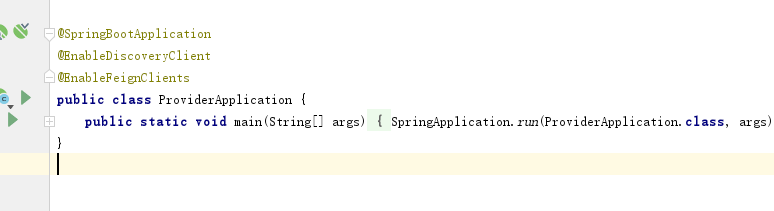 @SpringBootApplication
@EnableDiscoveryClient
@EnableFeignClients
public class ProviderApplication {
public static void main(String[] args) { SpringApplication.run(ProviderApplication.class, args)
}